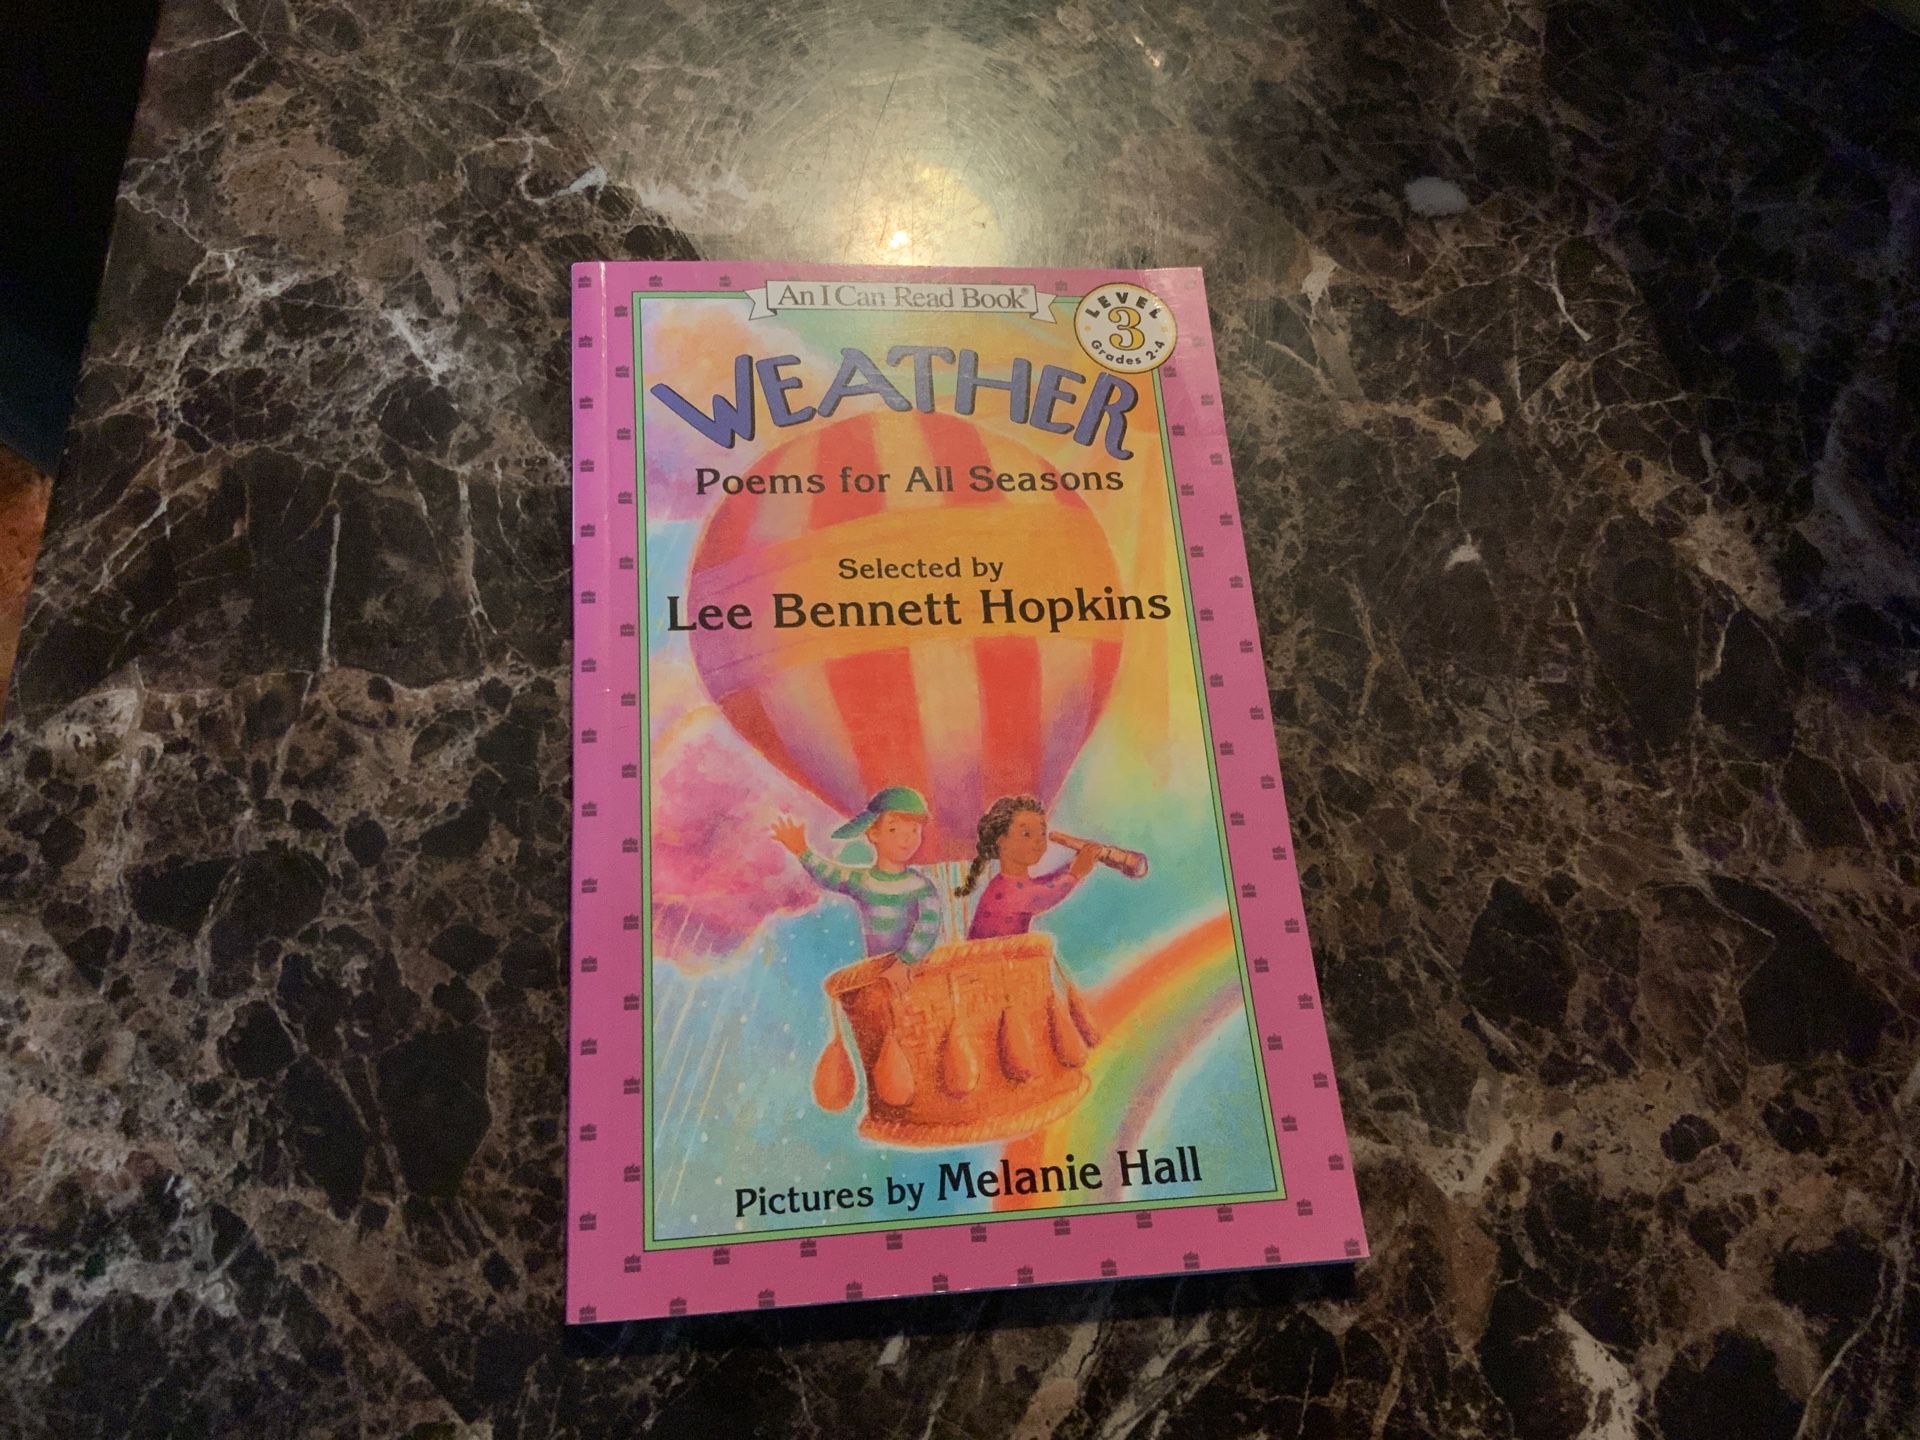 An I Can Read Book®
LEVEL
3
Grades 2-4
WEATHER
Poems for All Seasons
Selected by
Lee Bennett Hopkins
Pictures by Melanie Hall